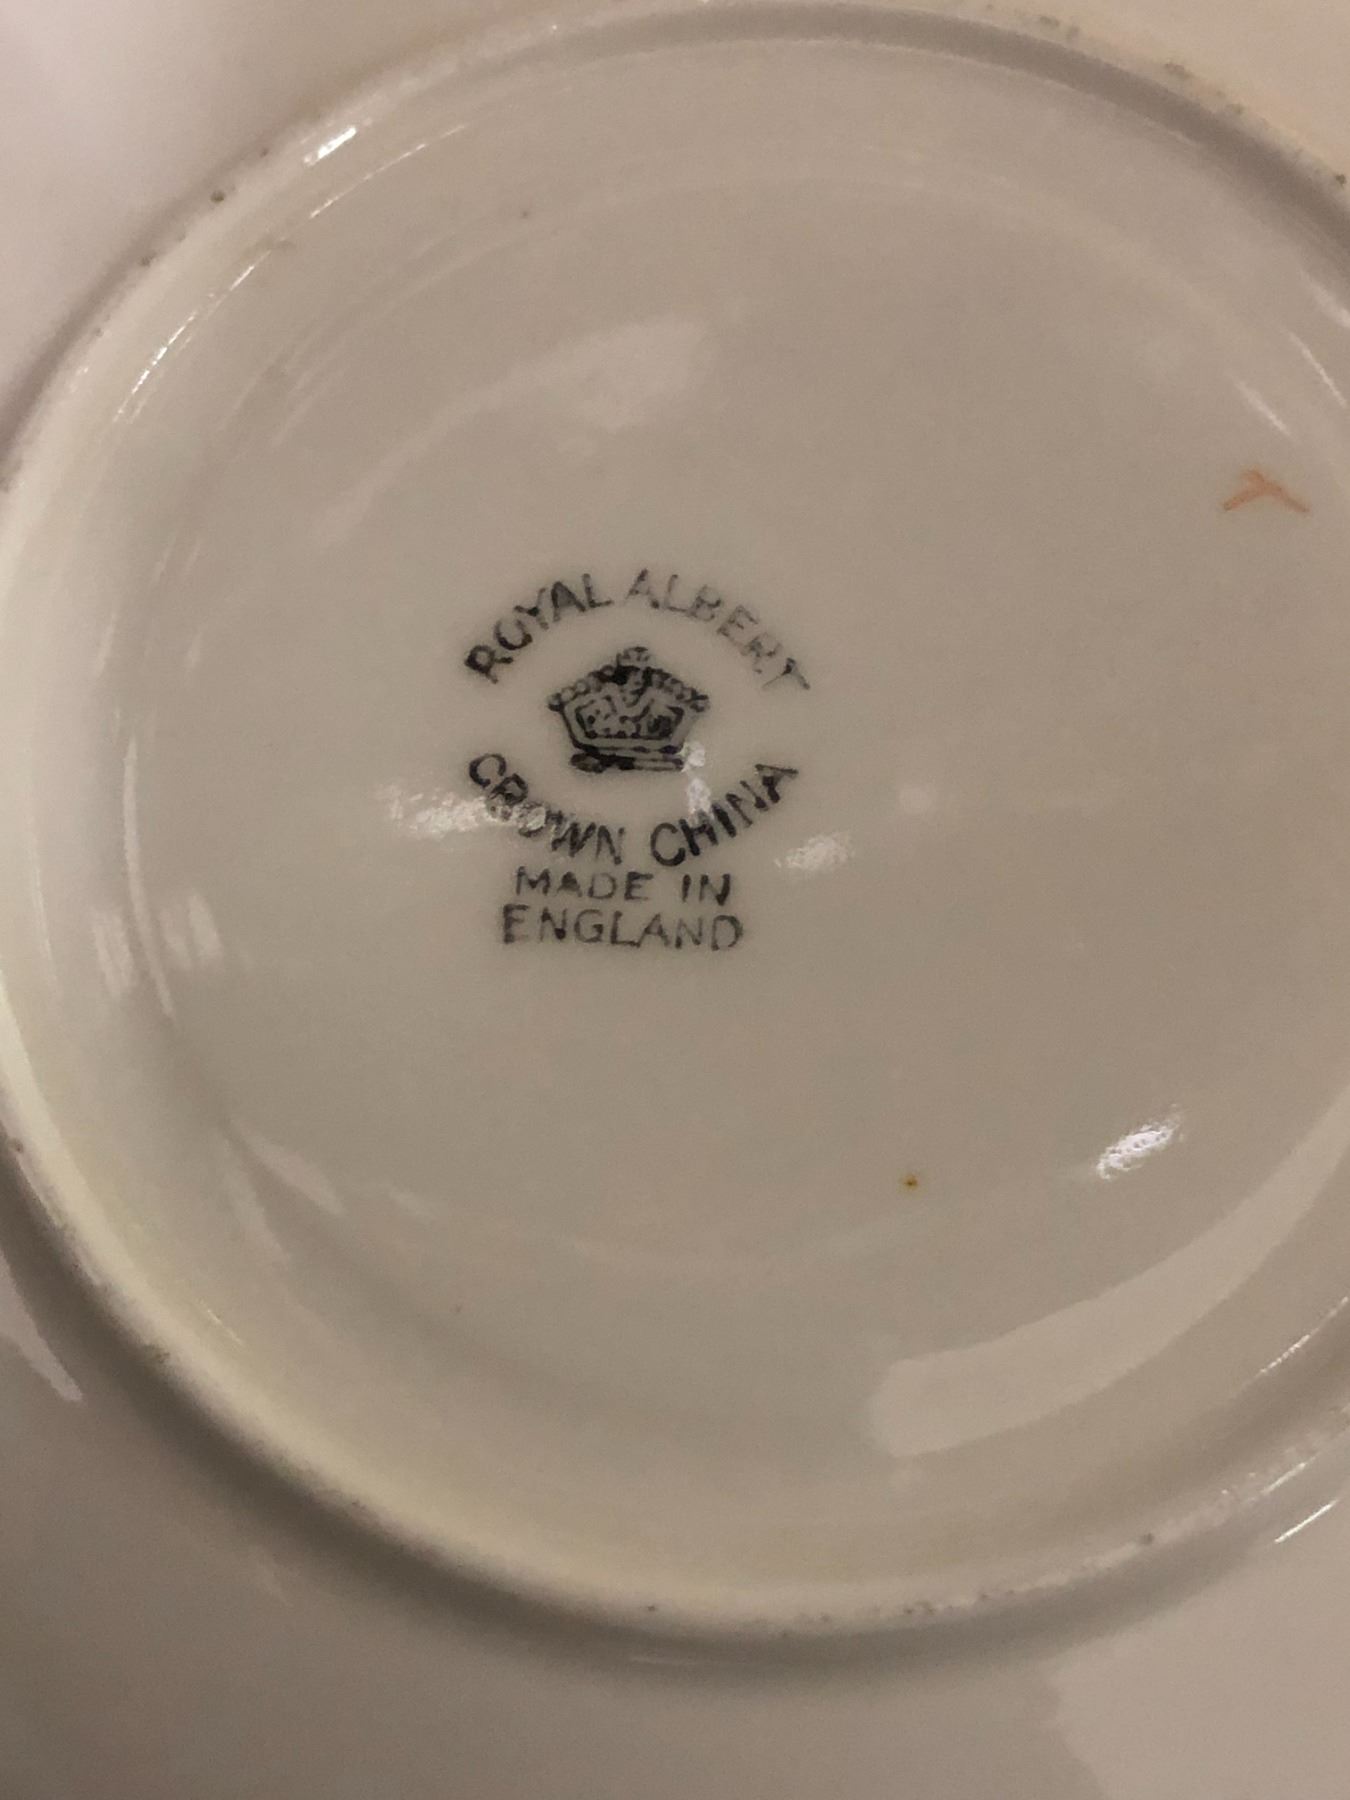 ROYAL ALBERT
CROWN CHINA
MADE IN
ENGLAND